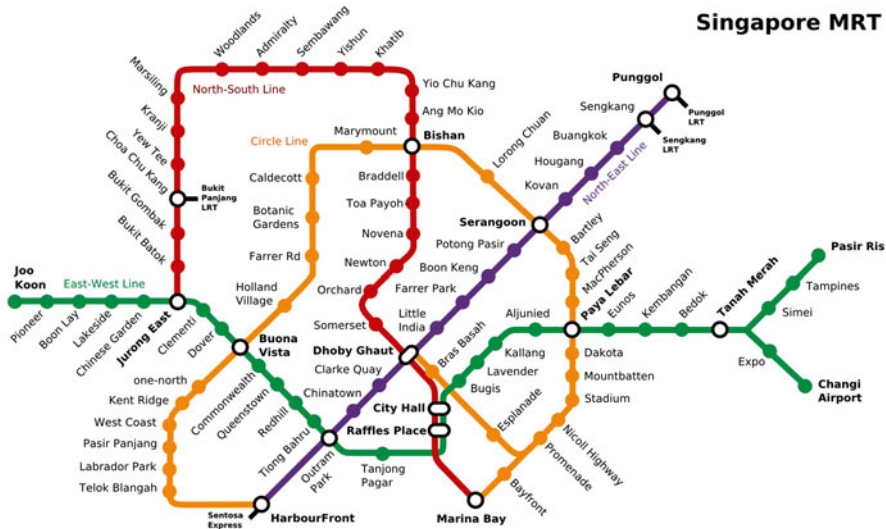 Singapore MRT
Woodlands
Admiralty
Sembawang
Yishun
Khatib
North-South Line
Marsiling
Kranji
Yew Tee
Choa Chu Kang
Bukit
Panjang
LRT
Bukit Gombak
Bukit Batok
Yio Chu Kang
Ang Mo Kio
Bishan
Braddell
Toa Payoh
Novena
Newton
Orchard
Somerset
Dhoby Ghaut
City Hall
Raffles Place
Marina Bay
Circle Line
Marymount
Caldecott
Botanic
Gardens
Farrer Rd
Holland
Village
Buona
Vista
one-north
Kent Ridge
West Coast
Pasir Panjang
Labrador Park
Telok Blangah
Sentosa
Express
HarbourFront
Lorong Chuan
Serangoon
Bartley
Tai Seng
MacPherson
Paya Lebar
Dakota
Mountbatten
Stadium
Nicoll Highway
Promenade
Bayfront
Esplanade
Bras Basah
Punggol
Punggol
LRT
Sengkang
Sengkang
LRT
Buangkok
Hougang
Kovan
North-East Line
Potong Pasir
Boon Keng
Farrer Park
Little
India
Clarke Quay
Chinatown
Outram
Park
Joo
Koon
East-West Line
Pioneer
Boon Lay
Lakeside
Chinese Garden
Jurong East
Clementi
Dover
Commonwealth
Queenstown
Redhill
Tiong Bahru
Tanjong
Pagar
Bugis
Lavender
Kallang
Aljunied
Eunos
Kembangan
Bedok
Tanah Merah
Simei
Tampines
Pasir Ris
Expo
Changi
Airport